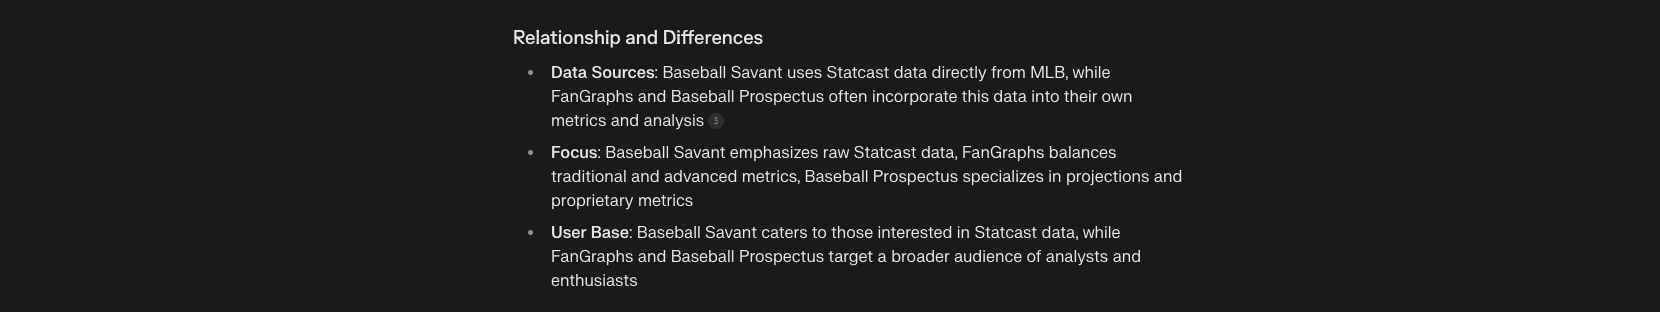 Relationship and Differences
• Data Sources: Baseball Savant uses Statcast data directly from MLB, while
FanGraphs and Baseball Prospectus often incorporate this data into their own
metrics and analysis 3
• Focus: Baseball Savant emphasizes raw Statcast data, FanGraphs balances
traditional and advanced metrics, Baseball Prospectus specializes in projections and
proprietary metrics
• User Base: Baseball Savant caters to those interested in Statcast data, while
FanGraphs and Baseball Prospectus target a broader audience of analysts and
enthusiasts